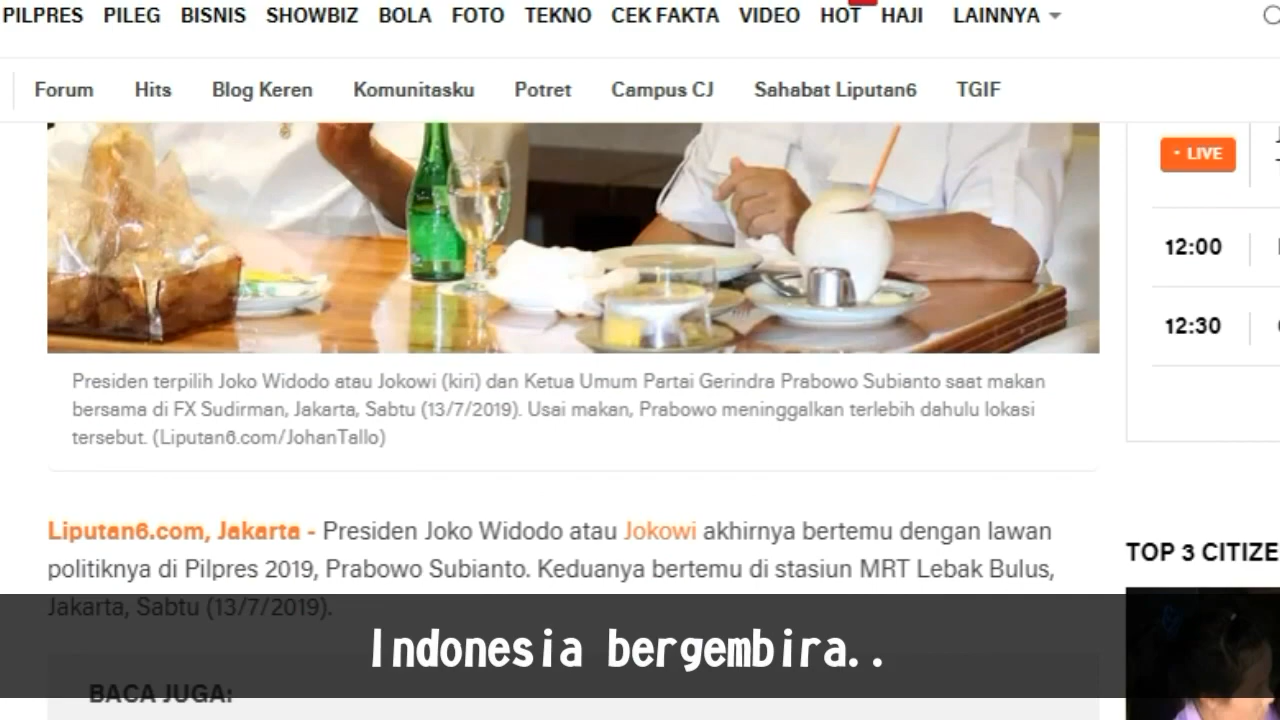 PILPRES PILEG BISNIS SHOWBIZ BOLA FOTO TEKNO CEK FAKTA VIDEO HOT HAJI LAINNYA
Forum Hits Blog Keren Komunitasku Potret Campus CJ Sahabat Liputan6 TGIF
LIVE
12:00
12:30
Presiden terpilih Joko Widodo atau Jokowi (kiri) dan Ketua Umum Partai Gerindra Prabowo Subianto saat makan
bersama di FX Sudirman, Jakarta, Sabtu (13/7/2019). Usai makan, Prabowo meninggalkan terlebih dahulu lokasi
tersebut. (Liputan6.com/JohanTallo)
Liputan6.com, Jakarta - Presiden Joko Widodo atau Jokowi akhirnya bertemu dengan lawan
politiknya di Pilpres 2019, Prabowo Subianto. Keduanya bertemu di stasiun MRT Lebak Bulus,
Jakarta, Sabtu (13/7/2019).
TOP 3 CITIZE
Indonesia bergembira..
BACA JUGA: